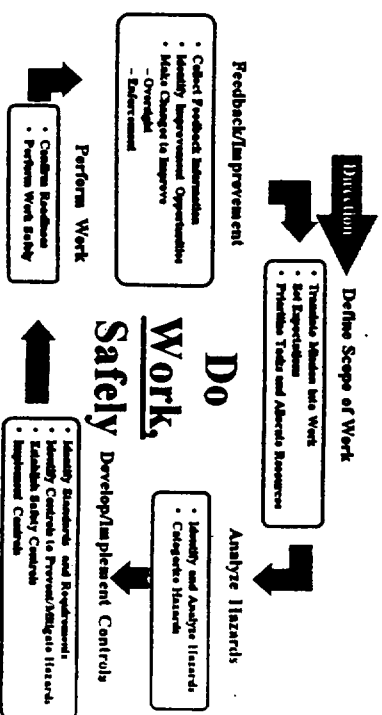 Direction
Define Scope of Work
• Translate Mission into Work
• Set Expectations
• Prioritize Tasks and Allocate Resources
Analyze Hazards
• Identify and Analyze Hazards
• Categorize Hazards
Develop/Implement Controls
• Identify Standards and Requirements
• Identify Controls to Prevent/Mitigate Hazards
• Establish Safety Controls
• Implement Controls
Perform Work
• Confirm Readiness
• Perform Work Safely
Feedback/Improvement
• Collect Feedback Information
• Identify Improvement Opportunities
• Make Changes to Improve
– Oversight
– Enforcement
Do
Work,
Safely